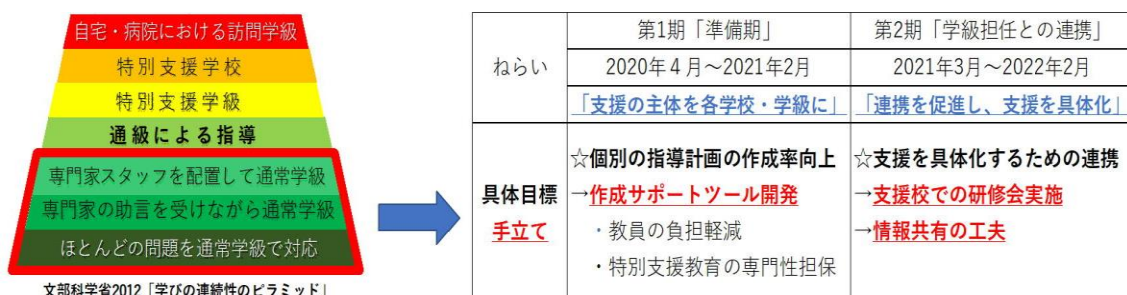 自宅・病院における訪問学級
特別支援学校
特別支援学級
通級による指導
専門家スタッフを配置して通常学級
専門家の助言を受けながら通常学級
ほとんどの問題を通常学級で対応
文部科学省2012「学びの連続性のピラミッド」
ねらい
第1期「準備期」
2020年4月~2021年2月
「支援の主体を各学校・学級に」
第2期「学級担任との連携」
2021年3月~2022年2月
「連携を促進し、支援を具体化」
具体目標
手立て
☆個別の指導計画の作成率向上
→作成サポートツール開発
・教員の負担軽減
・特別支援教育の専門性担保
☆支援を具体化するための連携
→支援校での研修会実施
→情報共有の工夫